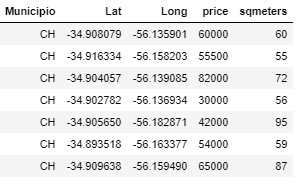 Municipio Lat Long price sqmeters
CH -34.908079 -56.135901 60000 60
CH -34.916334 -56.158203 55500 55
CH -34.904057 -56.139085 82000 72
CH -34.902782 -56.136934 30000 56
CH -34.905650 -56.182871 42000 95
CH -34.893518 -56.163377 54000 59
CH -34.909638 -56.159490 65000 87